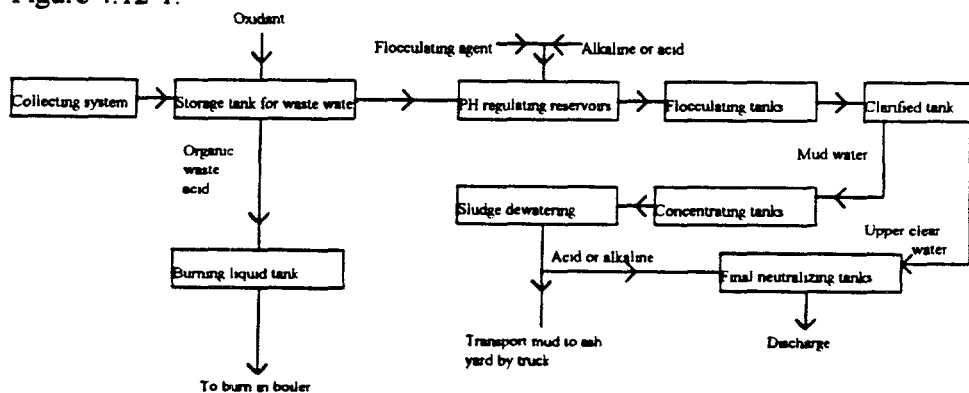 Figure 4.12-1.
Oxidant
Flocculating agent
Alkaline or acid
Collecting system
Storage tank for waste water
PH regulating reservoirs
Flocculating tanks
Clarified tank
Organic
waste
acid
Mud water
Sludge dewatering
Concentrating tanks
Upper clear
water
Burning liquid tank
Acid or alkaline
Final neutralizing tanks
Transport mud to ash
yard by truck
Discharge
To burn in boiler